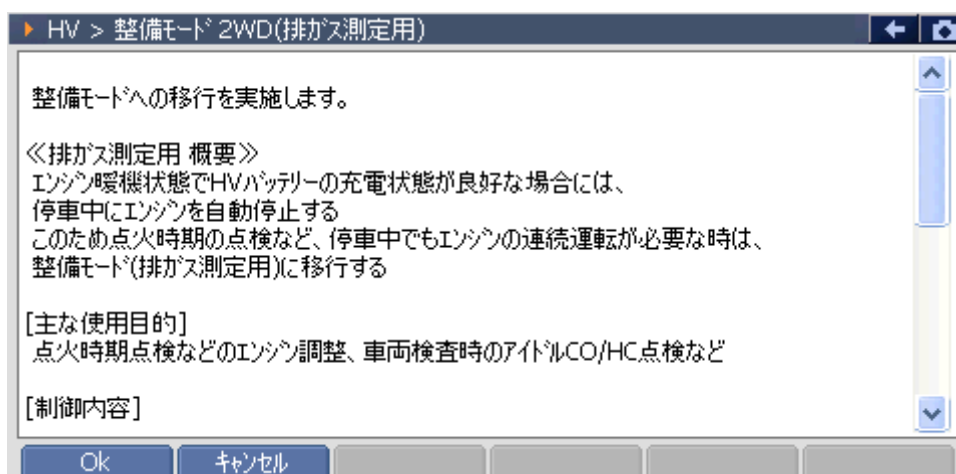 HV > 整備ﾓｰﾄﾞ 2WD(排ｶﾞｽ測定用)
整備ﾓｰﾄﾞへの移行を実施します。
≪排ｶﾞｽ測定用 概要≫
ｴﾝｼﾞﾝ暖機状態でHVﾊﾞｯﾃﾘｰの充電状態が良好な場合には、
停車中にｴﾝｼﾞﾝを自動停止する
このため点火時期の点検など、停車中でもｴﾝｼﾞﾝの連続運転が必要な時は、
整備ﾓｰﾄﾞ(排ｶﾞｽ測定用)に移行する
[主な使用目的]
点火時期点検などのｴﾝｼﾞﾝ調整、車両検査時のｱｲﾄﾞﾙCO/HC点検など
[制御内容]
Ok ｷｬﾝｾﾙ